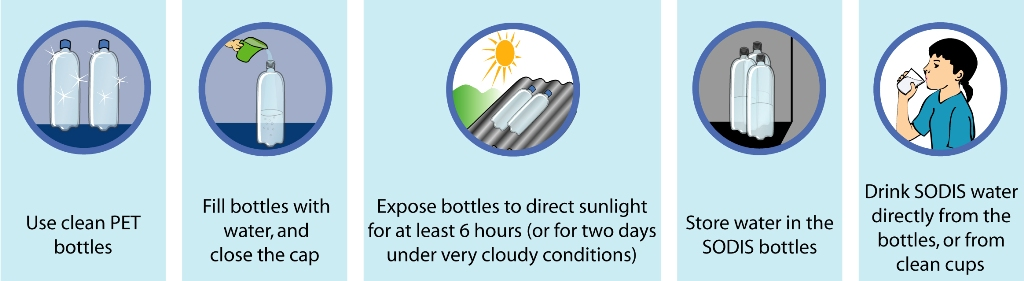 Use clean PET
bottles
Fill bottles with
water, and
close the cap
Expose bottles to direct sunlight
for at least 6 hours (or for two days
under very cloudy conditions)
Store water in the
SODIS bottles
Drink SODIS water
directly from the
bottles, or from
clean cups